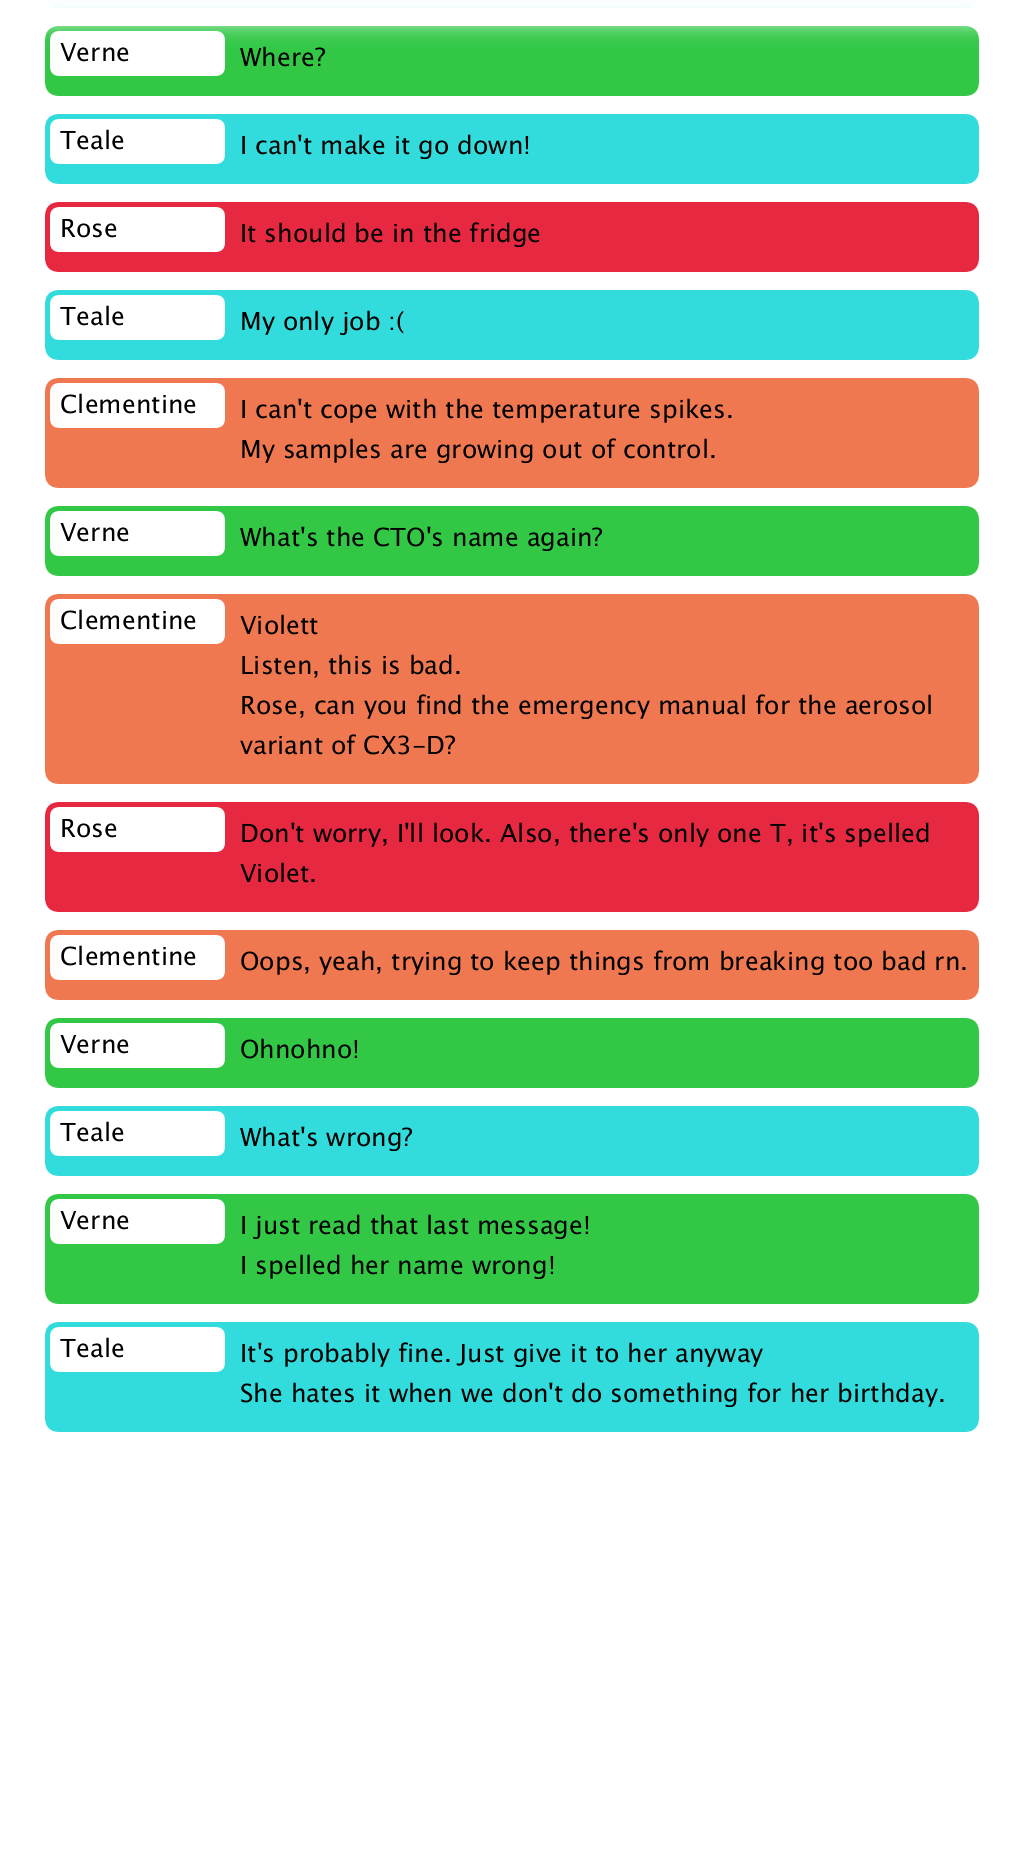 Verne
Where?
Teale
I can't make it go down!
Rose
It should be in the fridge
Teale
My only job :(
Clementine
I can't cope with the temperature spikes.
My samples are growing out of control.
Verne
What's the CTO's name again?
Clementine
Violett
Listen, this is bad.
Rose, can you find the emergency manual for the aerosol
variant of CX3-D?
Rose
Don't worry, I'll look. Also, there's only one T, it's spelled
Violet.
Clementine
Oops, yeah, trying to keep things from breaking too bad rn.
Verne
Ohnohno!
Teale
What's wrong?
Verne
I just read that last message!
I spelled her name wrong!
Teale
It's probably fine. Just give it to her anyway
She hates it when we don't do something for her birthday.